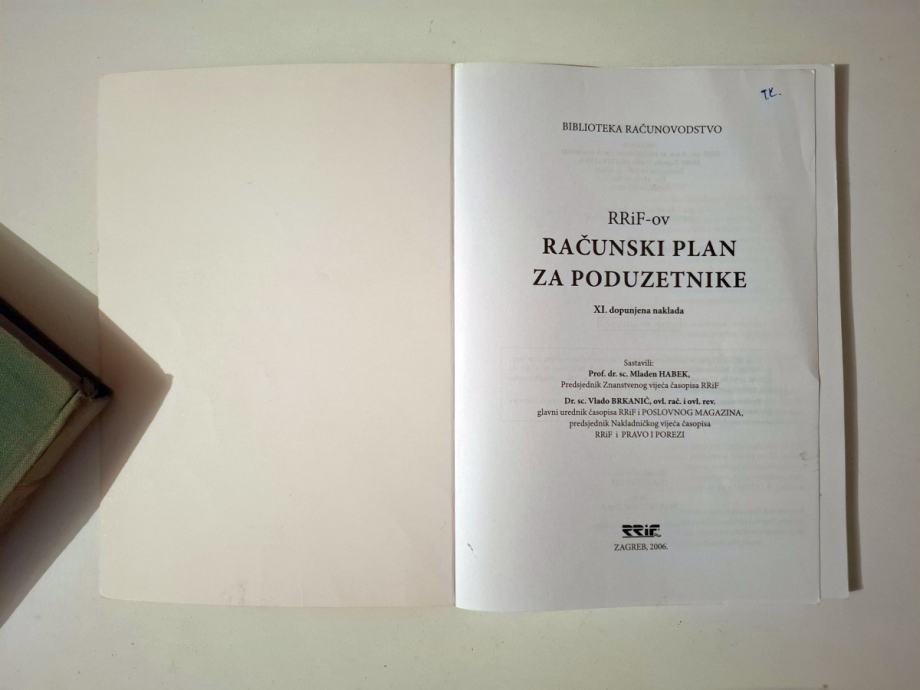 T.K.
BIBLIOTEKA RAČUNOVODSTVO
RRiF-ov
RAČUNSKI PLAN
ZA PODUZETNIKE
XI. dopunjena naklada
Sastavili:
Prof. dr. sc. Mladen HABEK,
Predsjednik Znanstvenog vijeća časopisa RRiF
Dr. sc. Vlado BRKANIĆ, ovl. rač. i ovl. rev.
glavni urednik časopisa RRiF i POSLOVNOG MAGAZINA,
predsjednik Nakladničkog vijeća časopisa
RRiF i PRAVO I POREZI
RRiF
ZAGREB, 2006.